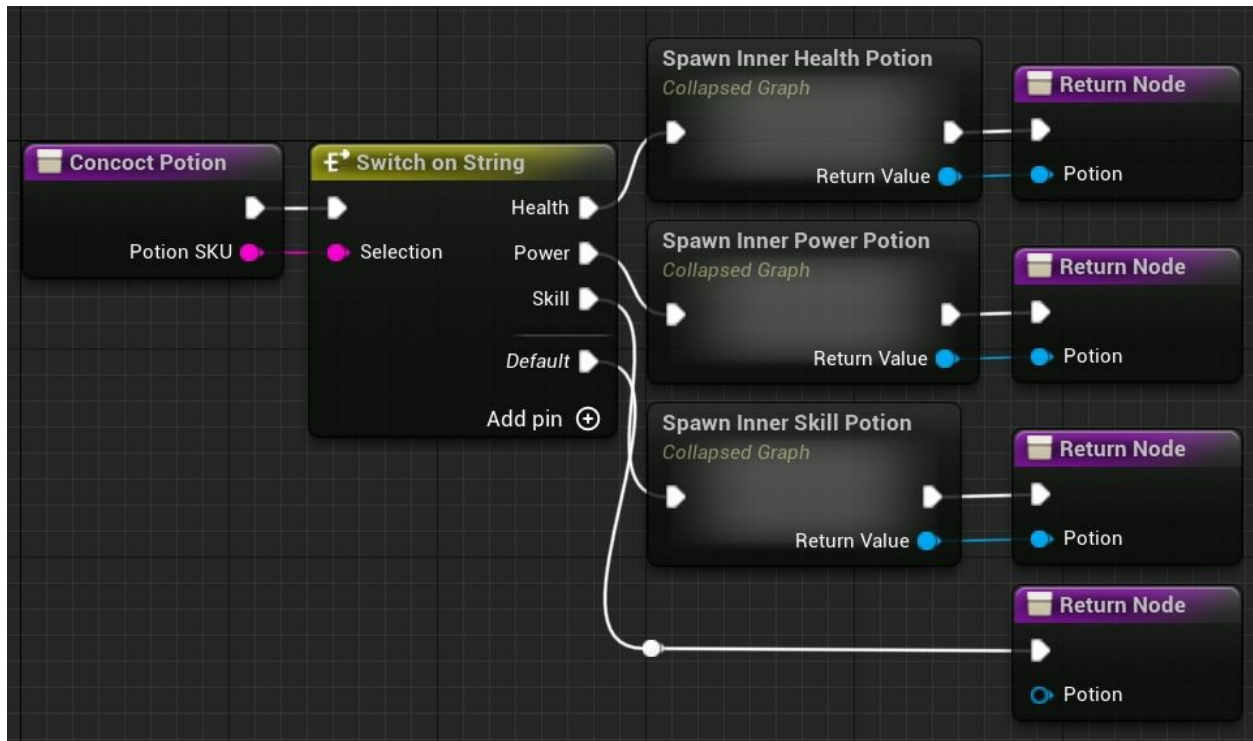 Concoct Potion
Potion SKU
Switch on String
Selection
Health
Power
Skill
Default
Add pin
Spawn Inner Health Potion
Collapsed Graph
Return Value
Return Node
Potion
Spawn Inner Power Potion
Collapsed Graph
Return Value
Return Node
Potion
Spawn Inner Skill Potion
Collapsed Graph
Return Value
Return Node
Potion
Return Node
Potion